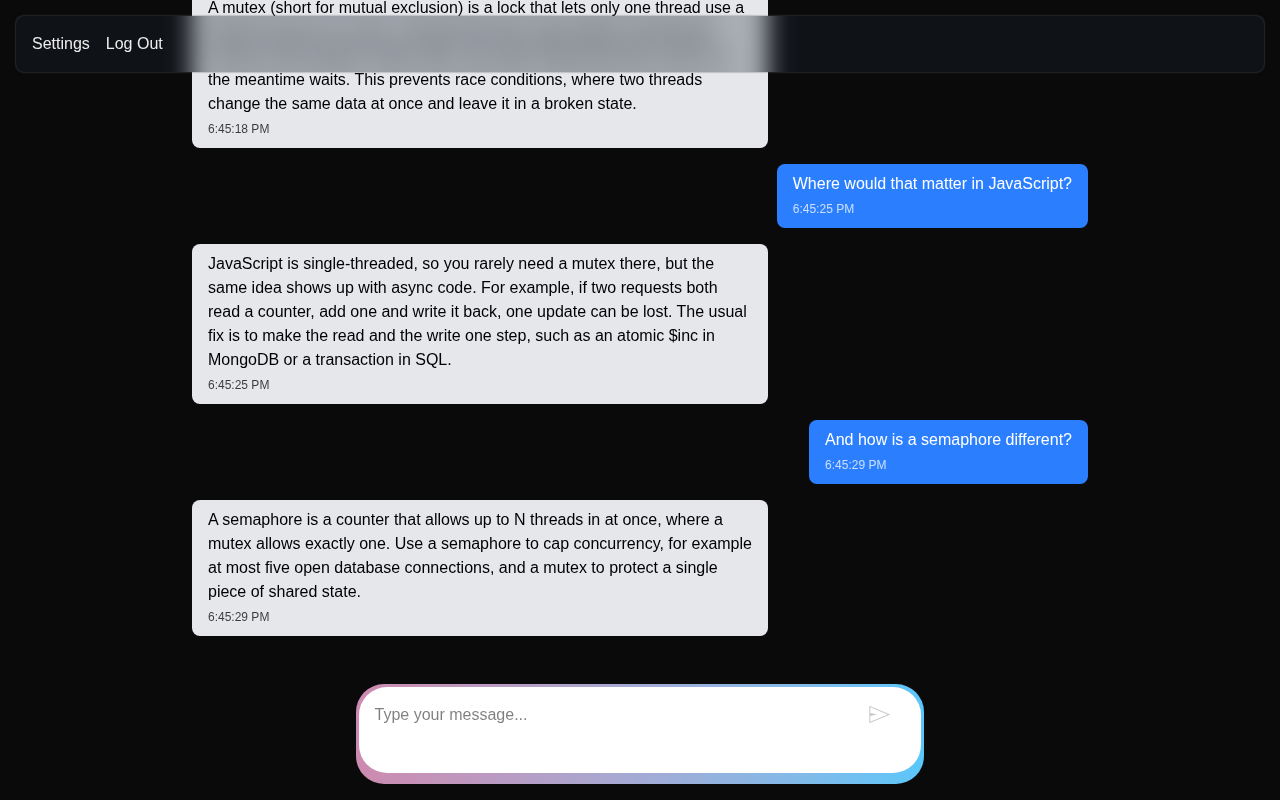 A mutex (short for mutual exclusion) is a lock that lets only one thread use a
Settings Log Out
the meantime waits. This prevents race conditions, where two threads
change the same data at once and leave it in a broken state.
6:45:18 PM
Where would that matter in JavaScript?
6:45:25 PM
JavaScript is single-threaded, so you rarely need a mutex there, but the
same idea shows up with async code. For example, if two requests both
read a counter, add one and write it back, one update can be lost. The usual
fix is to make the read and the write one step, such as an atomic $inc in
MongoDB or a transaction in SQL.
6:45:25 PM
And how is a semaphore different?
6:45:29 PM
A semaphore is a counter that allows up to N threads in at once, where a
mutex allows exactly one. Use a semaphore to cap concurrency, for example
at most five open database connections, and a mutex to protect a single
piece of shared state.
6:45:29 PM
Type your message...